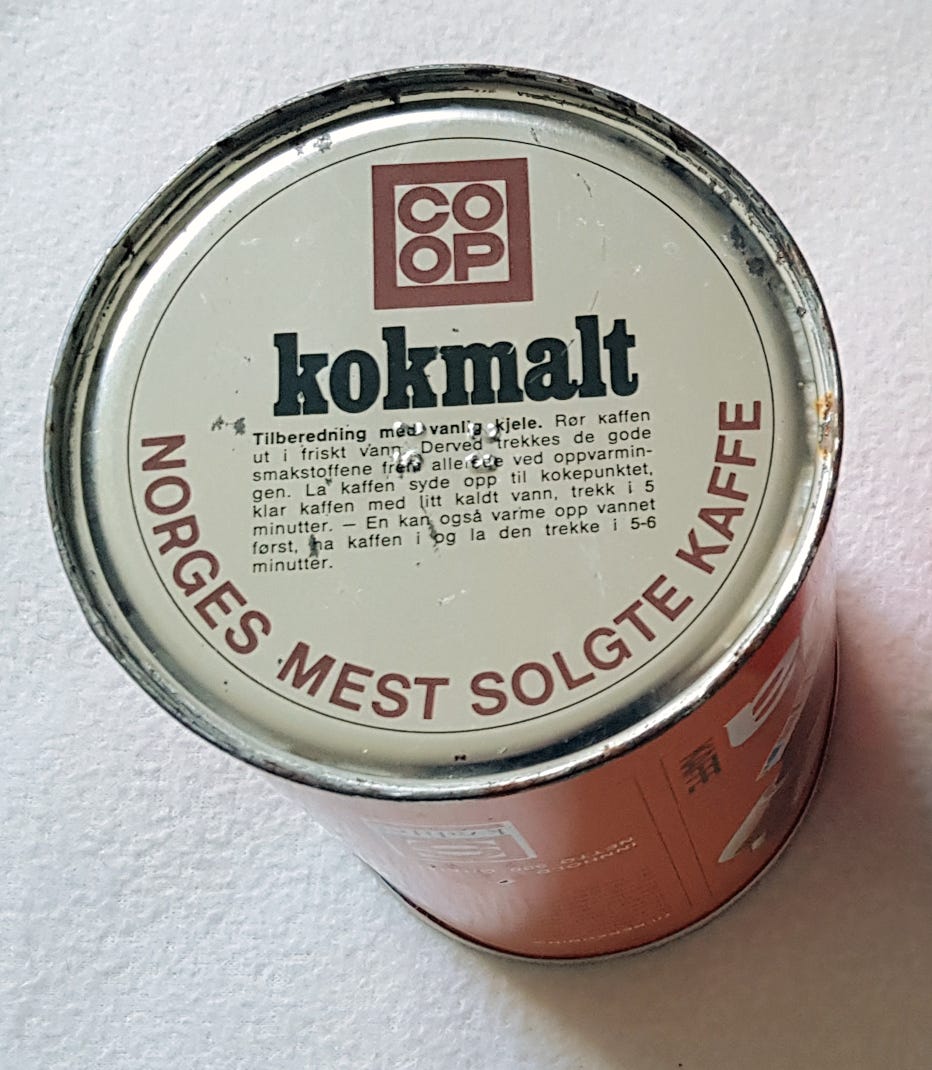 CO
OP
kokmalt
Tilberedning med vanlig kjele. Rør kaffen
ut i friskt vann. Derved trekkes de gode
smakstoffene frem allerede ved oppvarmin-
gen. La kaffen syde opp til kokepunktet,
klar kaffen med litt kaldt vann, trekk i 5
minutter. — En kan også varme opp vannet
først, ha kaffen i og la den trekke i 5-6
minutter.
NORGES MEST SOLGTE KAFFE
INNHOLD
NETTO